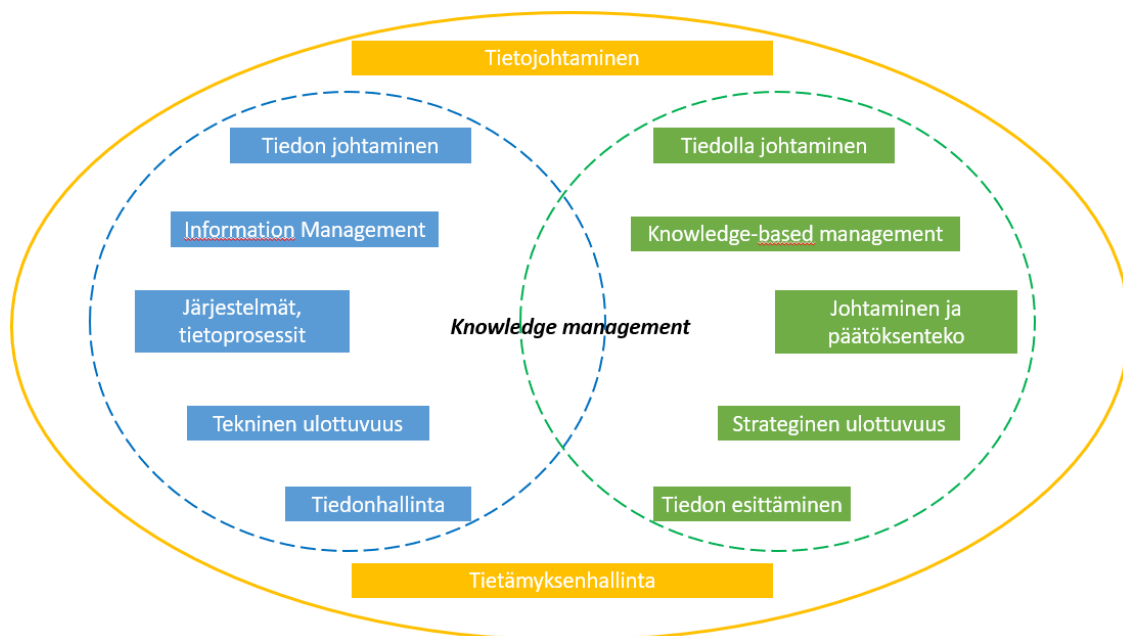 Tietojohtaminen
Tiedon johtaminen
Information Management
Järjestelmät,
tietoprosessit
Tekninen ulottuvuus
Tiedonhallinta
Knowledge management
Tiedolla johtaminen
Knowledge-based management
Johtaminen ja
päätöksenteko
Strateginen ulottuvuus
Tiedon esittäminen
Tietämyksenhallinta